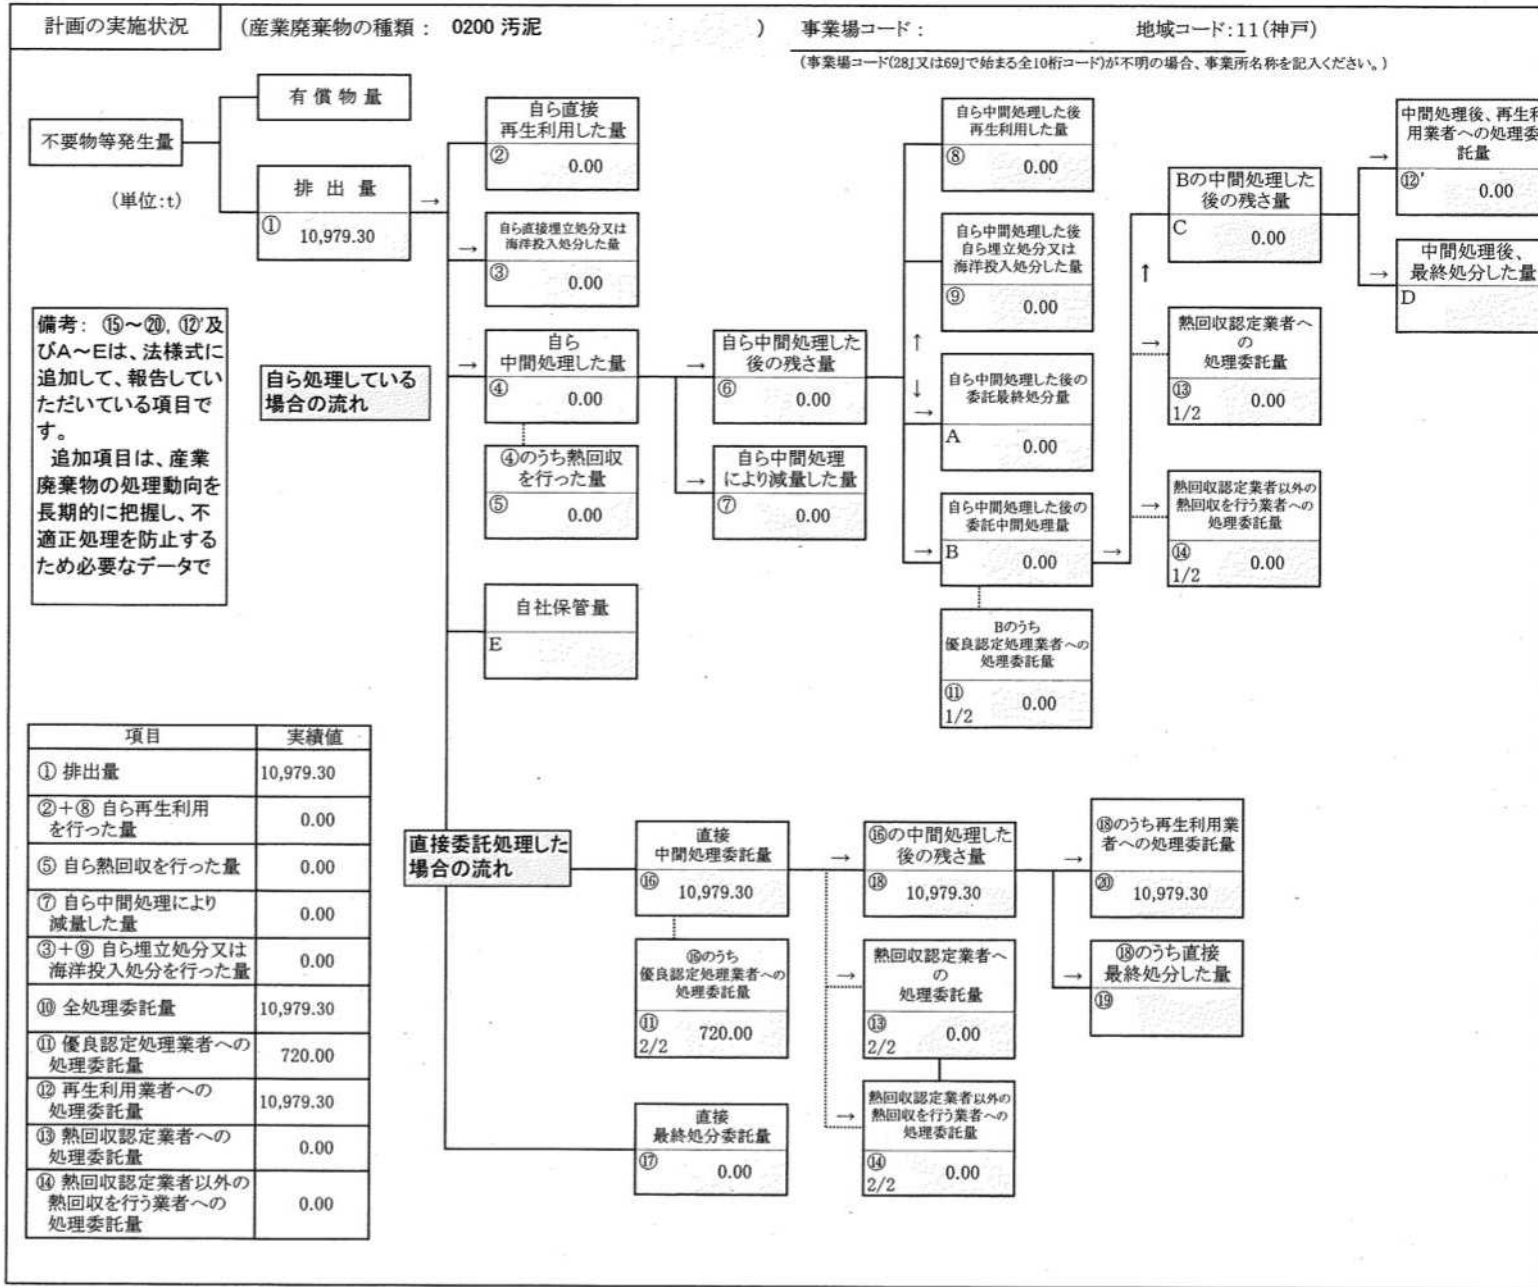 計画の実施状況
(産業廃棄物の種類： 0200 汚泥 )
事業場コード： 地域コード：11(神戸)
(事業場コード(28｣又は69｣で始まる全10桁コード)が不明の場合、事業所名称を記入ください。)
不要物等発生量
(単位:t)
有償物量
排出量
① 10,979.30
→
自ら直接
再生利用した量
② 0.00
→
自ら直接埋立処分又は
海洋投入処分した量
③ 0.00
→
自ら
中間処理した量
④ 0.00
④のうち熱回収
を行った量
⑤ 0.00
→
自ら中間処理した
後の残さ量
⑥ 0.00
→
自ら中間処理
により減量した量
⑦ 0.00
自社保管量
E
自ら中間処理した後
再生利用した量
⑧ 0.00
自ら中間処理した後
自ら埋立処分又は
海洋投入処分した量
⑨ 0.00
↑
↓
→
自ら中間処理した後の
委託最終処分量
A 0.00
→
自ら中間処理した後の
委託中間処理量
B 0.00
→
Bのうち
優良認定処理業者への
処理委託量
⑪
1/2 0.00
Bの中間処理した
後の残さ量
C 0.00
↑
→
熱回収認定業者へ
の
処理委託量
⑬
1/2 0.00
→
熱回収認定業者以外の
熱回収を行う業者への
処理委託量
⑭
1/2 0.00
→
中間処理後、再生利
用業者への処理委
託量
⑫' 0.00
→
中間処理後、
最終処分した量
D
備考： ⑮～⑳, ⑫'及
びA～Eは、法様式に
追加して、報告してい
ただいている項目で
す。
追加項目は、産業
廃棄物の処理動向を
長期的に把握し、不
適正処理を防止する
ため必要なデータで
自ら処理している
場合の流れ
項目 実績値
① 排出量 10,979.30
②＋⑧ 自ら再生利用
を行った量 0.00
⑤ 自ら熱回収を行った量 0.00
⑦ 自ら中間処理により
減量した量 0.00
③＋⑨ 自ら埋立処分又は
海洋投入処分を行った量 0.00
⑩ 全処理委託量 10,979.30
⑪ 優良認定処理業者への
処理委託量 720.00
⑫ 再生利用業者への
処理委託量 10,979.30
⑬ 熱回収認定業者への
処理委託量 0.00
⑭ 熱回収認定業者以外の
熱回収を行う業者への
処理委託量 0.00
直接委託処理した
場合の流れ
直接
中間処理委託量
⑯ 10,979.30
→
⑯のうち
優良認定処理業者への
処理委託量
⑪
2/2 720.00
直接
最終処分委託量
⑰ 0.00
⑯の中間処理した
後の残さ量
⑱ 10,979.30
→
→
熱回収認定業者へ
の
処理委託量
⑬
2/2 0.00
→
熱回収認定業者以外の
熱回収を行う業者への
処理委託量
⑭
2/2 0.00
⑱のうち再生利用業
者への処理委託量
⑳ 10,979.30
→
⑱のうち直接
最終処分した量
⑲